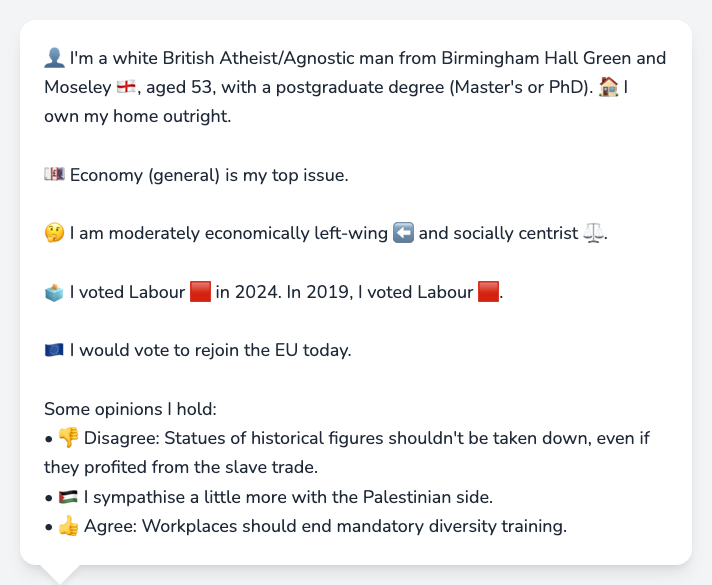 👤 I'm a white British Atheist/Agnostic man from Birmingham Hall Green and
Moseley 🏴󠁧󠁢󠁥󠁮󠁧󠁿, aged 53, with a postgraduate degree (Master's or PhD). 🏠 I
own my home outright.
💷 Economy (general) is my top issue.
🤔 I am moderately economically left-wing ⬅️ and socially centrist ⚖️.
🗳️ I voted Labour 🟥 in 2024. In 2019, I voted Labour 🟥.
🇪🇺 I would vote to rejoin the EU today.
Some opinions I hold:
• 👎 Disagree: Statues of historical figures shouldn't be taken down, even if
they profited from the slave trade.
• 🇵🇸 I sympathise a little more with the Palestinian side.
• 👍 Agree: Workplaces should end mandatory diversity training.